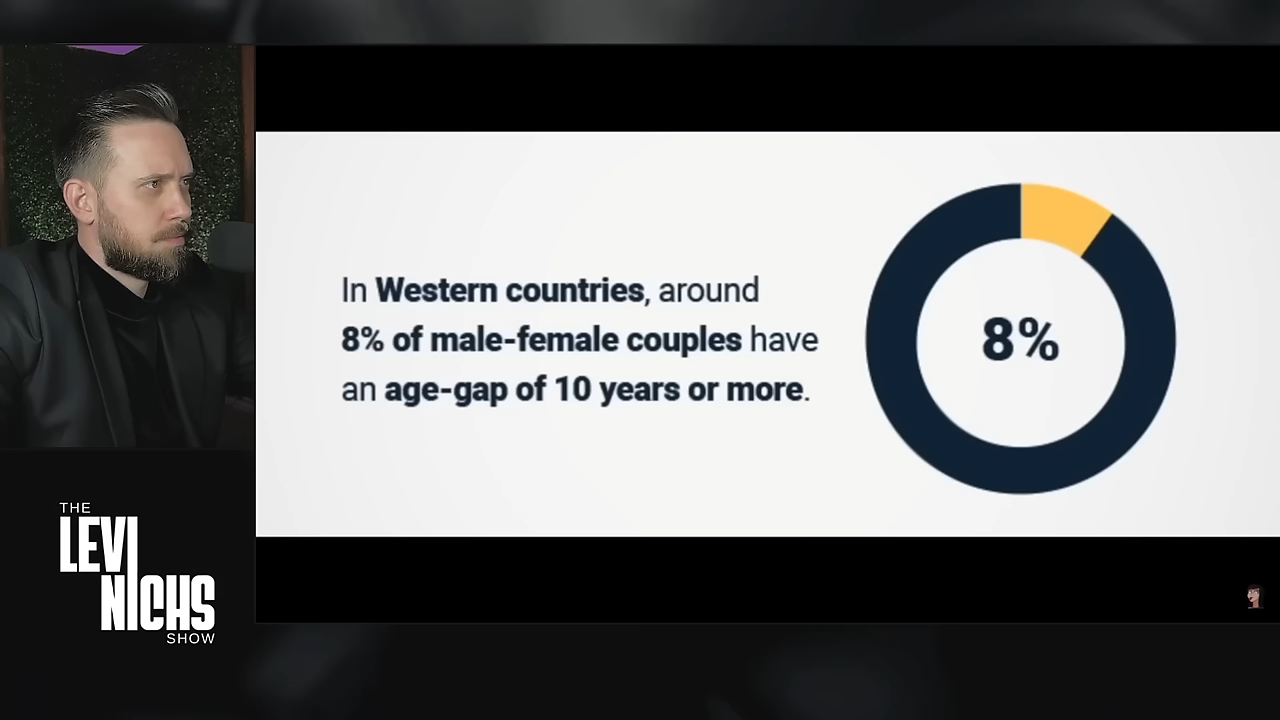 In Western countries, around
8% of male-female couples have
an age-gap of 10 years or more.
8%
THE
LEVI
NICHS
SHOW